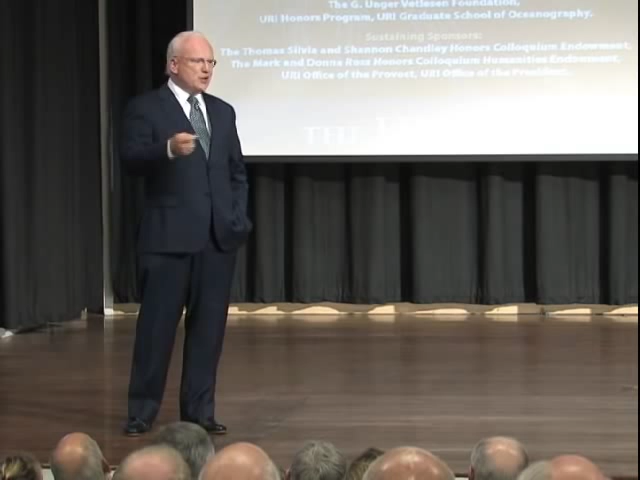 The G. Unger Vetlesen Foundation,
URI Honors Program, URI Graduate School of Oceanography.
Sustaining Sponsors:
The Thomas Silvia and Shannon Chandley Honors Colloquium Endowment,
The Mark and Donna Ross Honors Colloquium Humanities Endowment,
URI Office of the Provost, URI Office of the President.